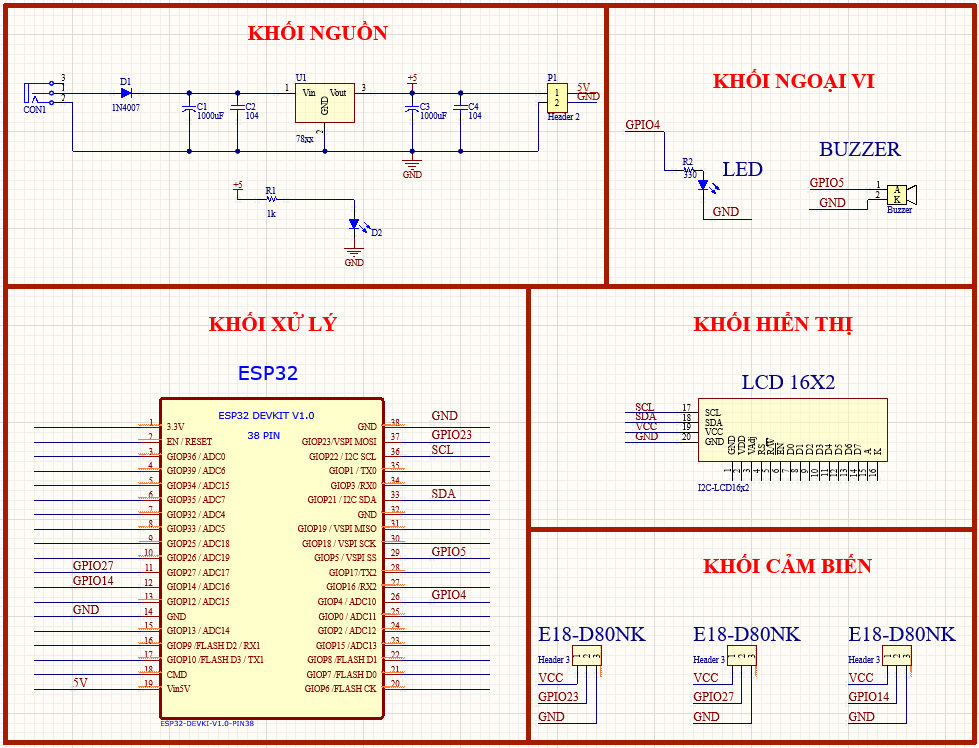 KHỐI NGUỒN
CON1
3
1
2
D1
1N4007
C1
1000uF
C2
104
U1
1
Vin
Vout
3
GND
2
78xx
+5
C3
1000uF
C4
104
GND
P1
1
2
5V
GND
Header 2
+5
R1
1k
D2
GND
KHỐI NGOẠI VI
GPIO4
R2
330
LED
GND
BUZZER
GPIO5
1
A
GND
2
K
Buzzer
KHỐI XỬ LÝ
ESP32
ESP32 DEVKIT V1.0
38 PIN
1 3.3V
2 EN / RESET
3 GIOP36 / ADC0
4 GIOP39 / ADC6
5 GIOP34 / ADC15
6 GIOP35 / ADC7
7 GIOP32 / ADC4
8 GIOP33 / ADC5
9 GIOP25 / ADC18
10 GIOP26 / ADC19
GPIO27 11 GIOP27 / ADC17
GPIO14 12 GIOP14 / ADC16
13 GIOP12 / ADC15
GND 14 GND
15 GIOP13 / ADC14
16 GIOP9 /FLASH D2 / RX1
17 GIOP10 /FLASH D3 / TX1
18 CMD
5V 19 Vin5V
GND 38 GND
GIOP23/VSPI MOSI 37 GPIO23
GIOP22 / I2C SCL 36 SCL
GIOP1 / TX0 35
GIOP3 /RX0 34
GIOP21 / I2C SDA 33 SDA
GND 32
GIOP19 / VSPI MISO 31
GIOP18 / VSPI SCK 30
GIOP5 / VSPI SS 29 GPIO5
GIOP17/TX2 28
GIOP16 /RX2 27
GIOP4 / ADC10 26 GPIO4
GIOP0 / ADC11 25
GIOP2 / ADC12 24
GIOP15 /ADC13 23
GIOP8 /FLASH D1 22
GIOP7 /FLASH D0 21
GIOP6 /FLASH CK 20
ESP32-DEVKI-V1.0-PIN38
KHỐI HIỂN THỊ
LCD 16X2
SCL 17 SCL
SDA 18 SDA
VCC 19 VCC
GND 20 GND
GND VDD VAdj RS RW EN D0 D1 D2 D3 D4 D5 D6 D7 A K
1 2 3 4 5 6 7 8 9 10 11 12 13 14 15 16
I2C-LCD16x2
KHỐI CẢM BIẾN
E18-D80NK
Header 3
1 2 3
VCC
GPIO23
GND
E18-D80NK
Header 3
1 2 3
VCC
GPIO27
GND
E18-D80NK
Header 3
1 2 3
VCC
GPIO14
GND